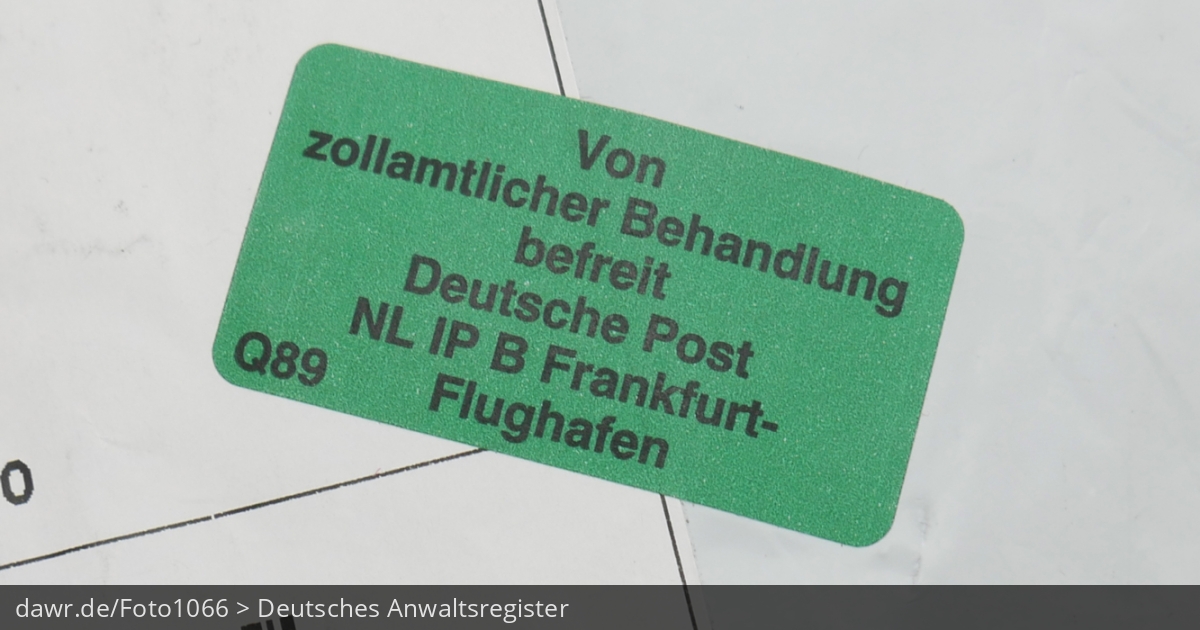 Von
zollamtlicher Behandlung
befreit
Deutsche Post
NL IP B Frankfurt-
Flughafen
Q89
o
dawr.de/Foto1066 > Deutsches Anwaltsregister